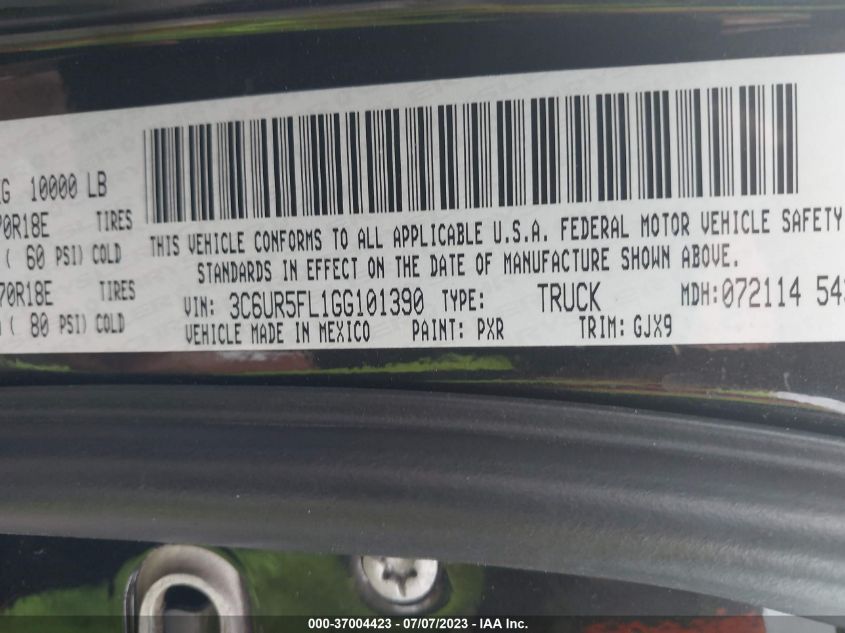 10000 LB
70R18E TIRES
( 60 PSI) COLD
70R18E TIRES
( 80 PSI) COLD
THIS VEHICLE CONFORMS TO ALL APPLICABLE U.S.A. FEDERAL MOTOR VEHICLE SAFETY
STANDARDS IN EFFECT ON THE DATE OF MANUFACTURE SHOWN ABOVE.
VIN: 3C6UR5FL1GG101390 TYPE: TRUCK MDH:072114 54
VEHICLE MADE IN MEXICO PAINT: PXR TRIM: GJX9
000-37004423 - 07/07/2023 - IAA Inc.